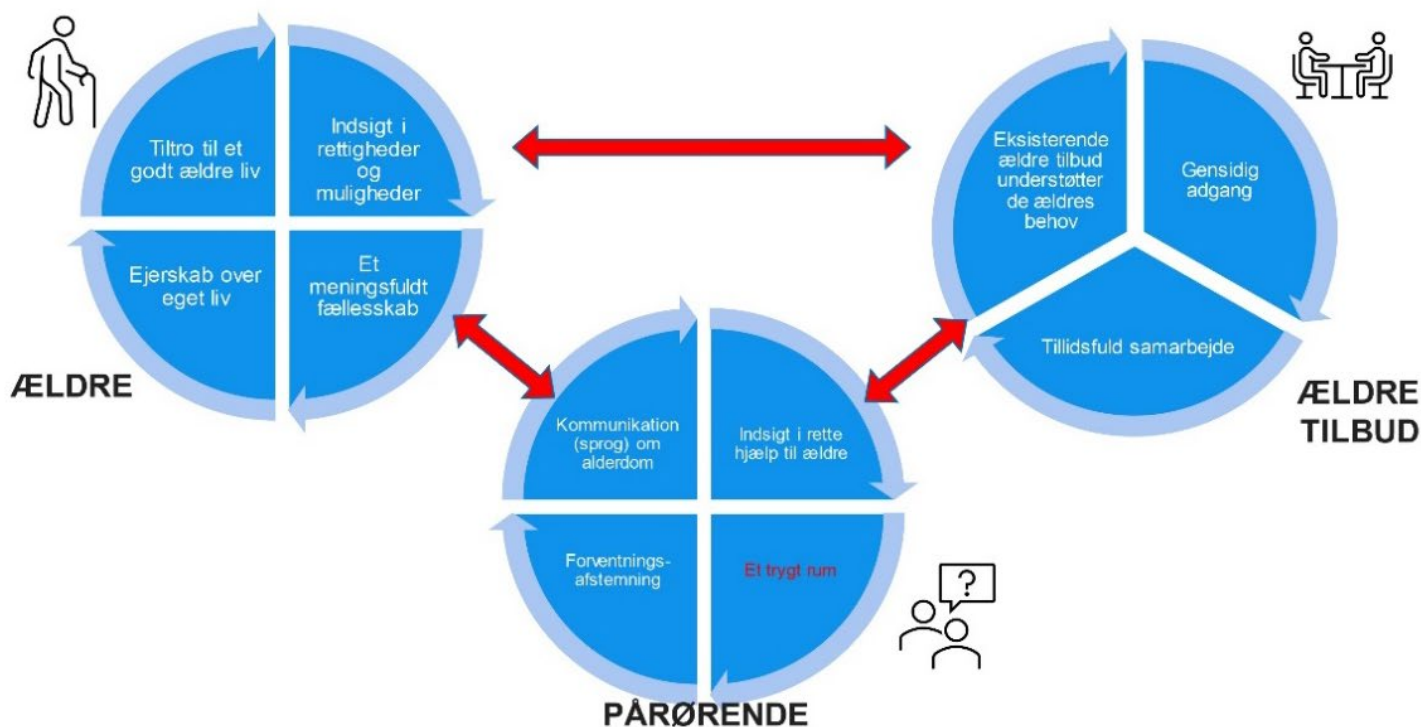 Tiltro til et
godt ældre liv
Indsigt i
rettigheder
og
muligheder
Ejerskab over
eget liv
Et
meningsfuldt
fællesskab
ÆLDRE
Eksisterende
ældre tilbud
understøtter
de ældres
behov
Gensidig
adgang
Tillidsfuld samarbejde
ÆLDRE
TILBUD
Kommunikation
(sprog) om
alderdom
Indsigt i rette
hjælp til ældre
Forventnings-
afstemning
Et trygt rum
?
PÅRØRENDE